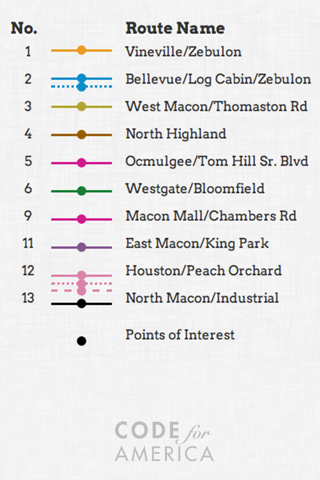 No. Route Name
1 Vineville/Zebulon
2 Bellevue/Log Cabin/Zebulon
3 West Macon/Thomaston Rd
4 North Highland
5 Ocmulgee/Tom Hill Sr. Blvd
6 Westgate/Bloomfield
9 Macon Mall/Chambers Rd
11 East Macon/King Park
12 Houston/Peach Orchard
13 North Macon/Industrial
Points of Interest
CODE for
AMERICA